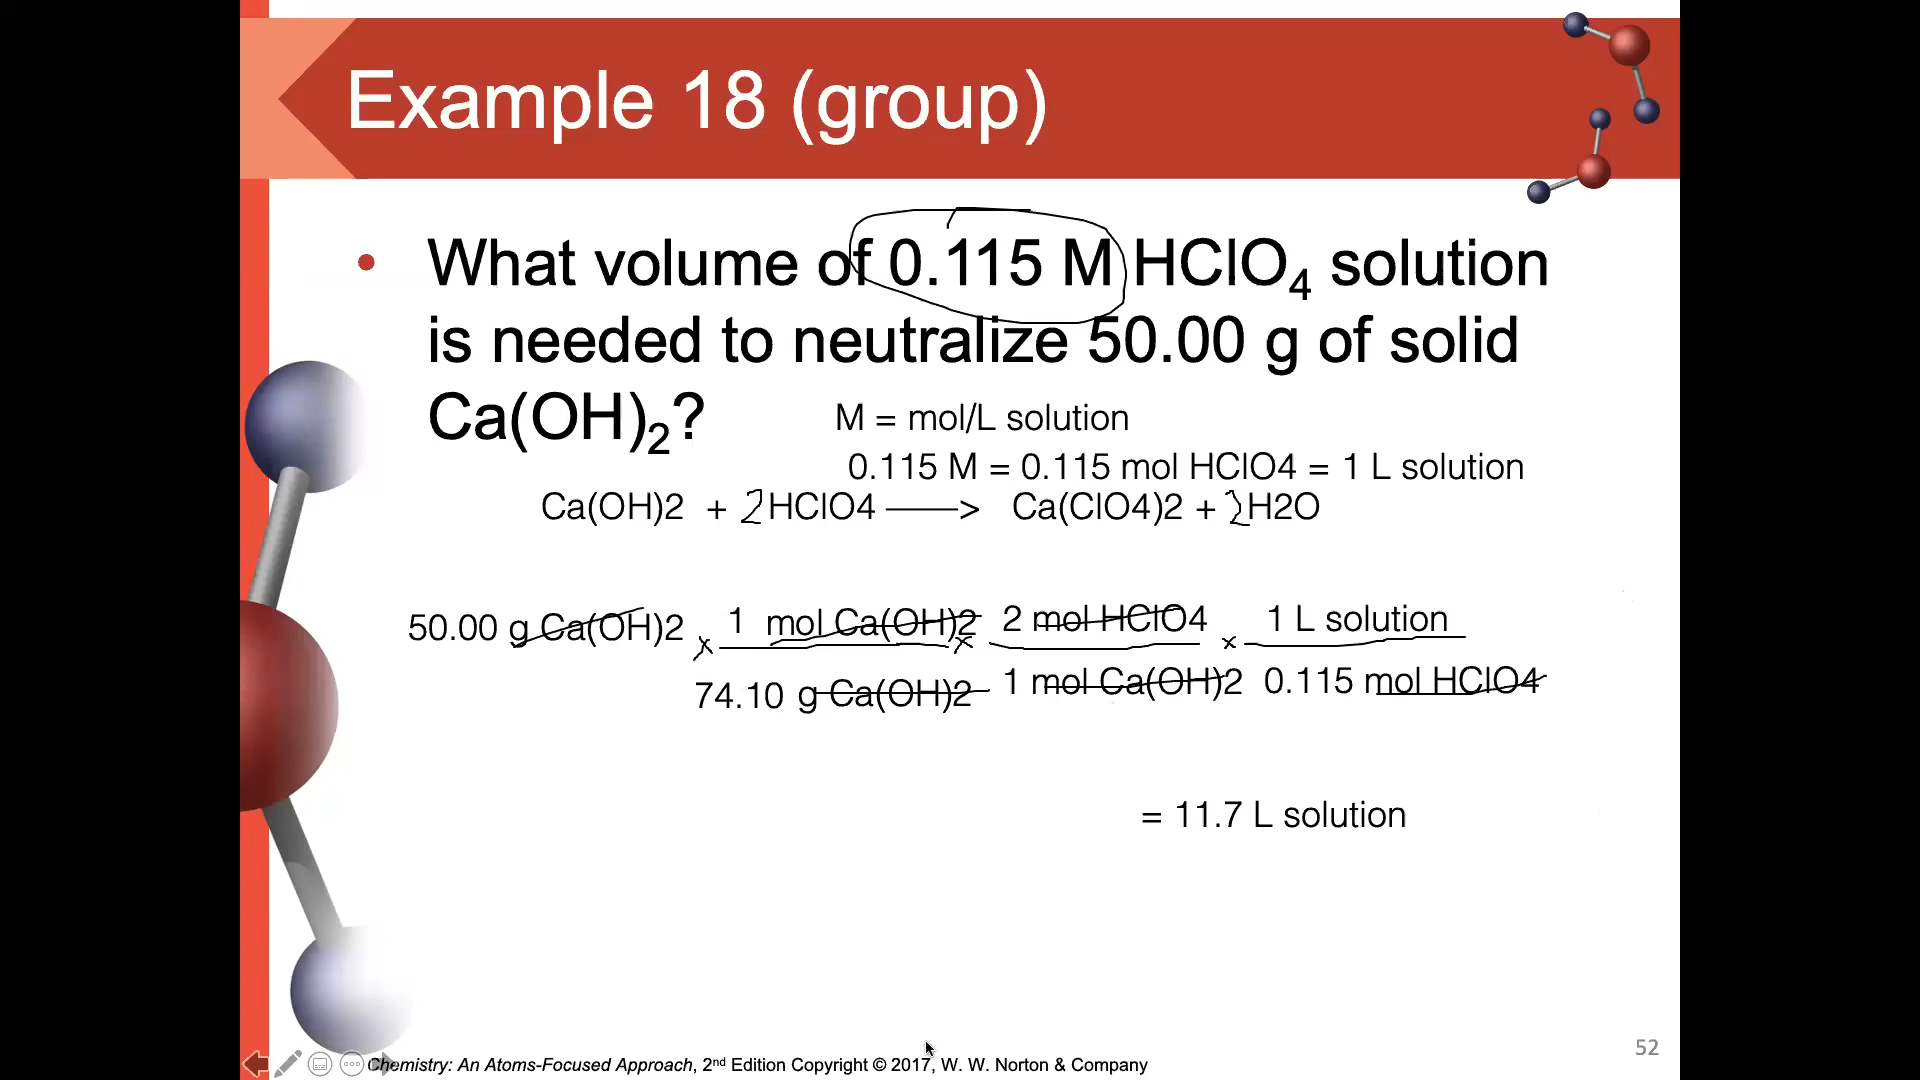 Example 18 (group)
• What volume of 0.115 M HClO4 solution
is needed to neutralize 50.00 g of solid
Ca(OH)2?
M = mol/L solution
0.115 M = 0.115 mol HClO4 = 1 L solution
Ca(OH)2 + 2HClO4 ——> Ca(ClO4)2 + 2H2O
50.00 g Ca(OH)2 x 1 mol Ca(OH)2 x 2 mol HClO4 x 1 L solution
74.10 g Ca(OH)2 1 mol Ca(OH)2 0.115 mol HClO4
= 11.7 L solution
52
Chemistry: An Atoms-Focused Approach, 2nd Edition Copyright © 2017, W. W. Norton & Company